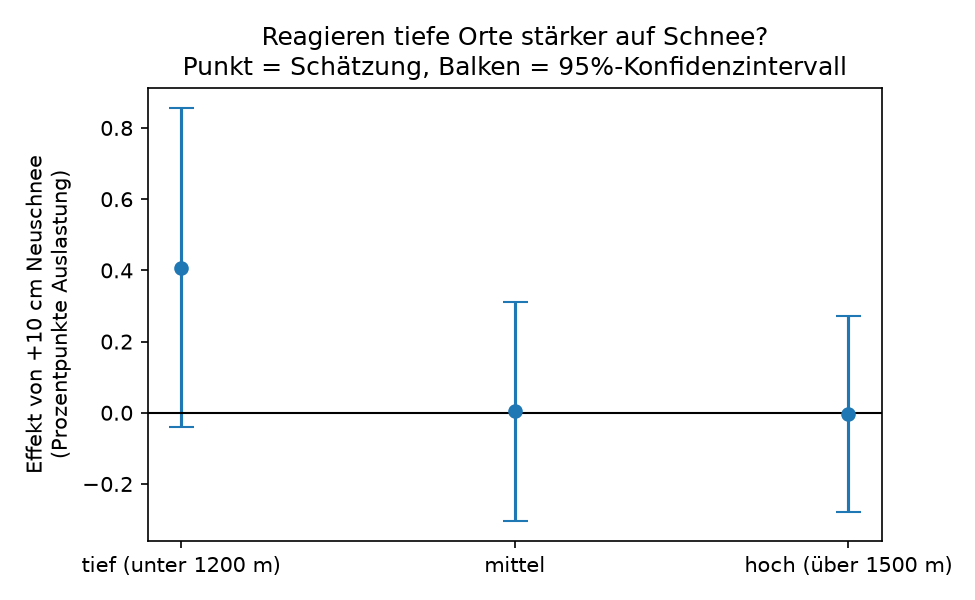 Reagieren tiefe Orte stärker auf Schnee?
Punkt = Schätzung, Balken = 95%-Konfidenzintervall
Effekt von +10 cm Neuschnee
(Prozentpunkte Auslastung)
0.8
0.6
0.4
0.2
0.0
−0.2
tief (unter 1200 m)
mittel
hoch (über 1500 m)